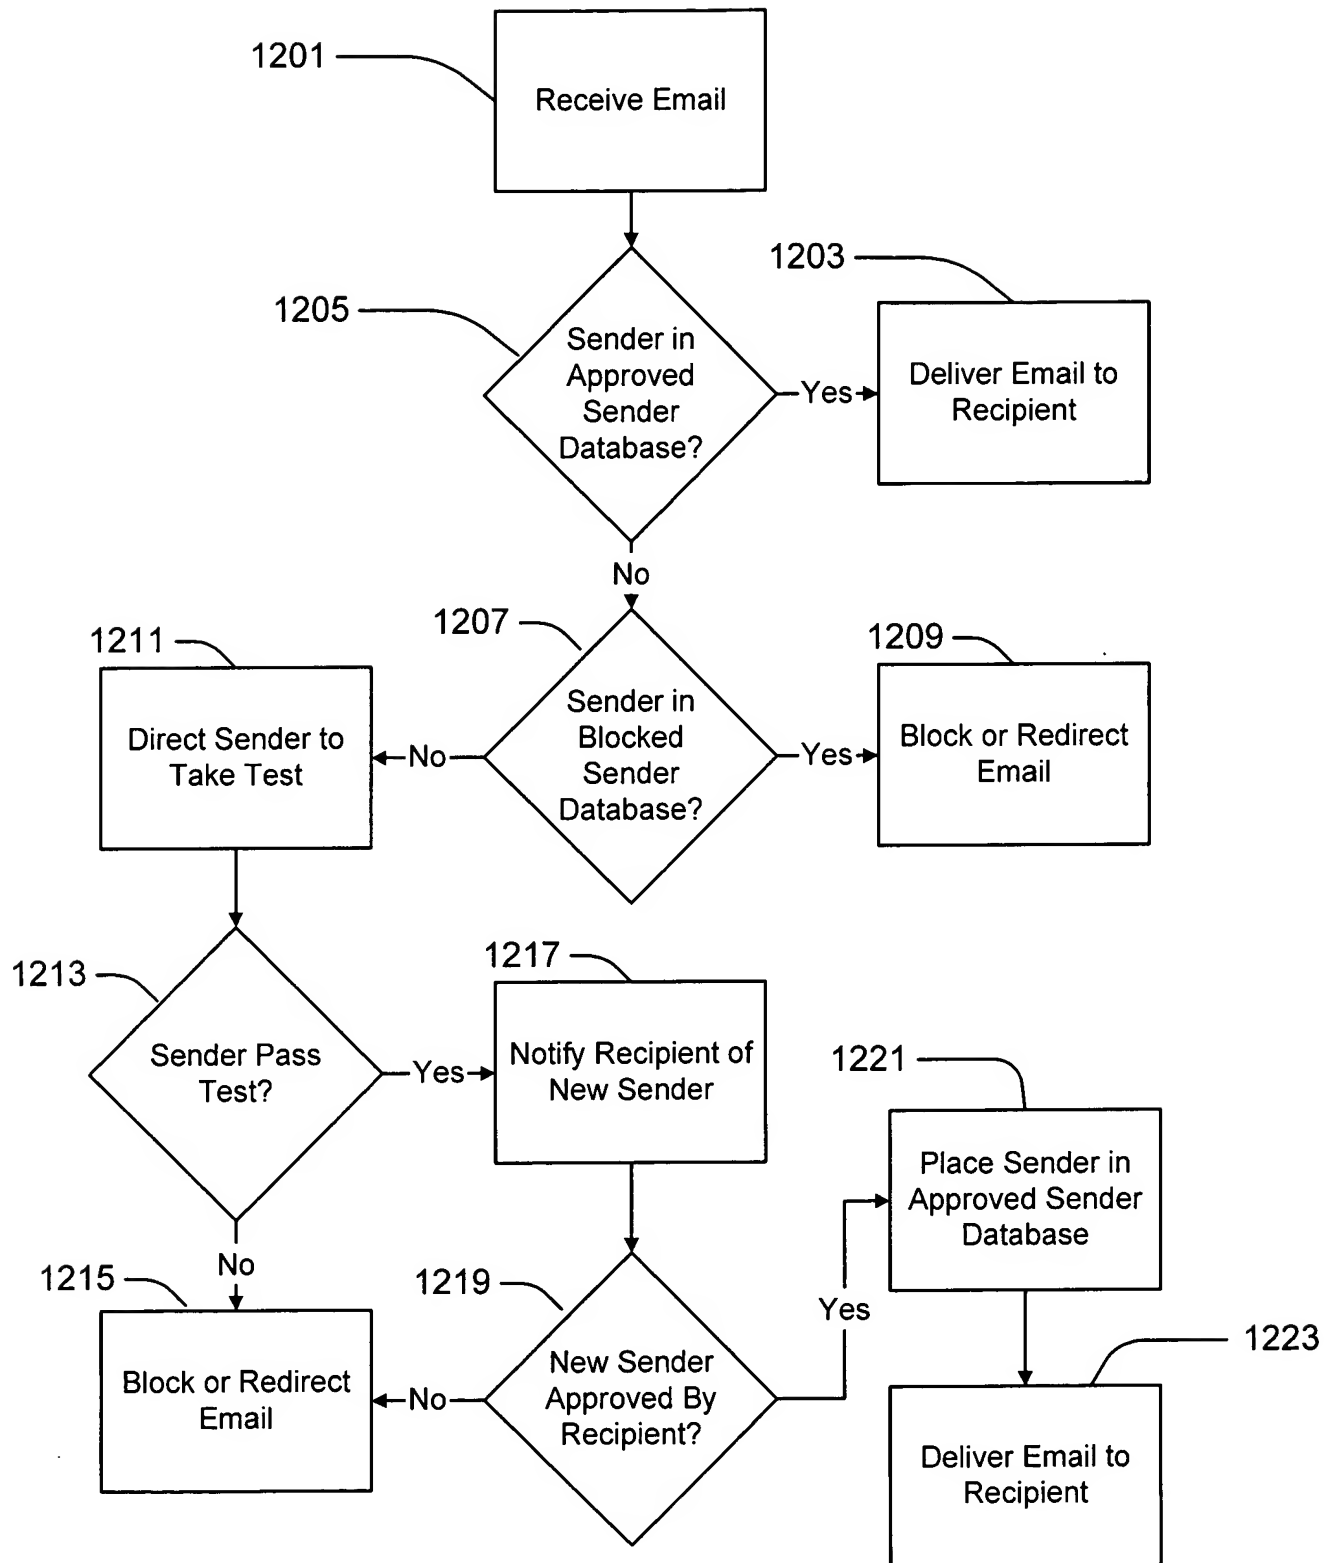 1201
Receive Email
1203
1205
Sender in
Approved
Sender
Database?
Yes
Deliver Email to
Recipient
No
1207
1209
1211
Sender in
Blocked
Sender
Database?
Yes
Block or Redirect
Email
No
Direct Sender to
Take Test
1213
1217
Sender Pass
Test?
Yes
Notify Recipient of
New Sender
1221
Place Sender in
Approved Sender
Database
No
1215
1219
Yes
1223
Block or Redirect
Email
No
New Sender
Approved By
Recipient?
Deliver Email to
Recipient